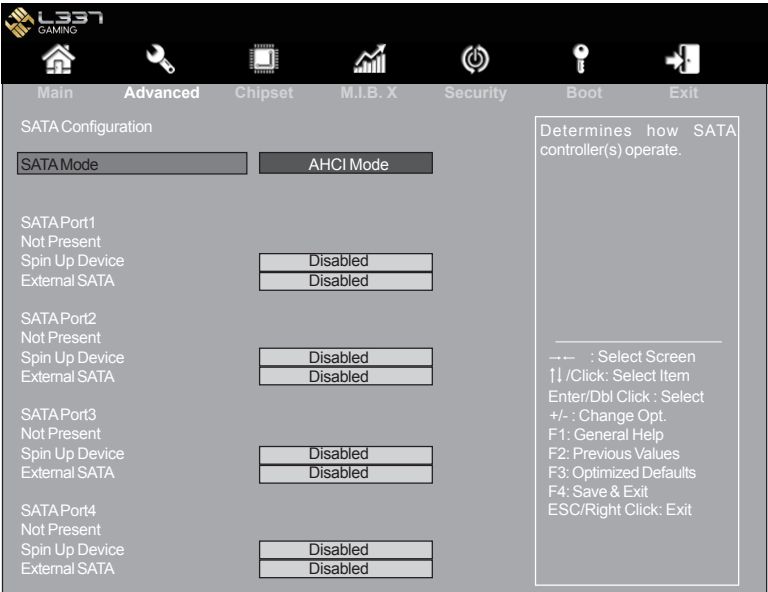 L337
GAMING
Main Advanced Chipset M.I.B. X Security Boot Exit
SATA Configuration
SATA Mode AHCI Mode
SATA Port1
Not Present
Spin Up Device Disabled
External SATA Disabled
SATA Port2
Not Present
Spin Up Device Disabled
External SATA Disabled
SATA Port3
Not Present
Spin Up Device Disabled
External SATA Disabled
SATA Port4
Not Present
Spin Up Device Disabled
External SATA Disabled
Determines how SATA
controller(s) operate.
→← : Select Screen
↑↓/Click: Select Item
Enter/Dbl Click : Select
+/- : Change Opt.
F1: General Help
F2: Previous Values
F3: Optimized Defaults
F4: Save & Exit
ESC/Right Click: Exit